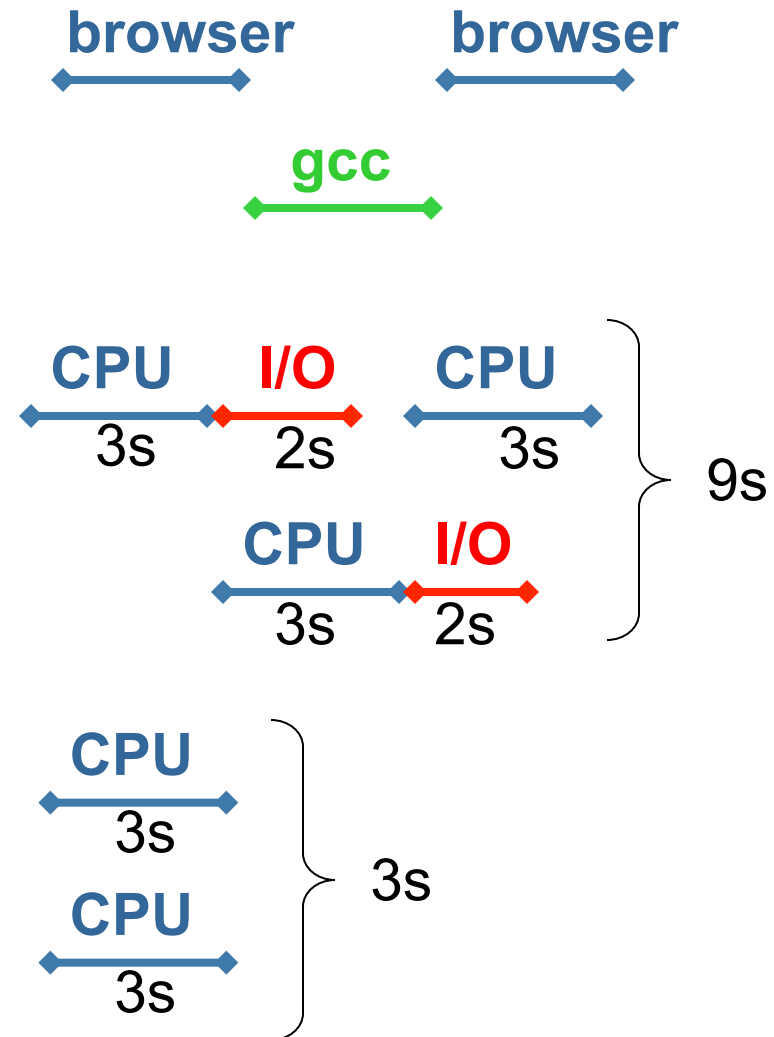 browser browser
gcc
CPU I/O CPU
3s 2s 3s
9s
CPU I/O
3s 2s
CPU
3s
3s
CPU
3s